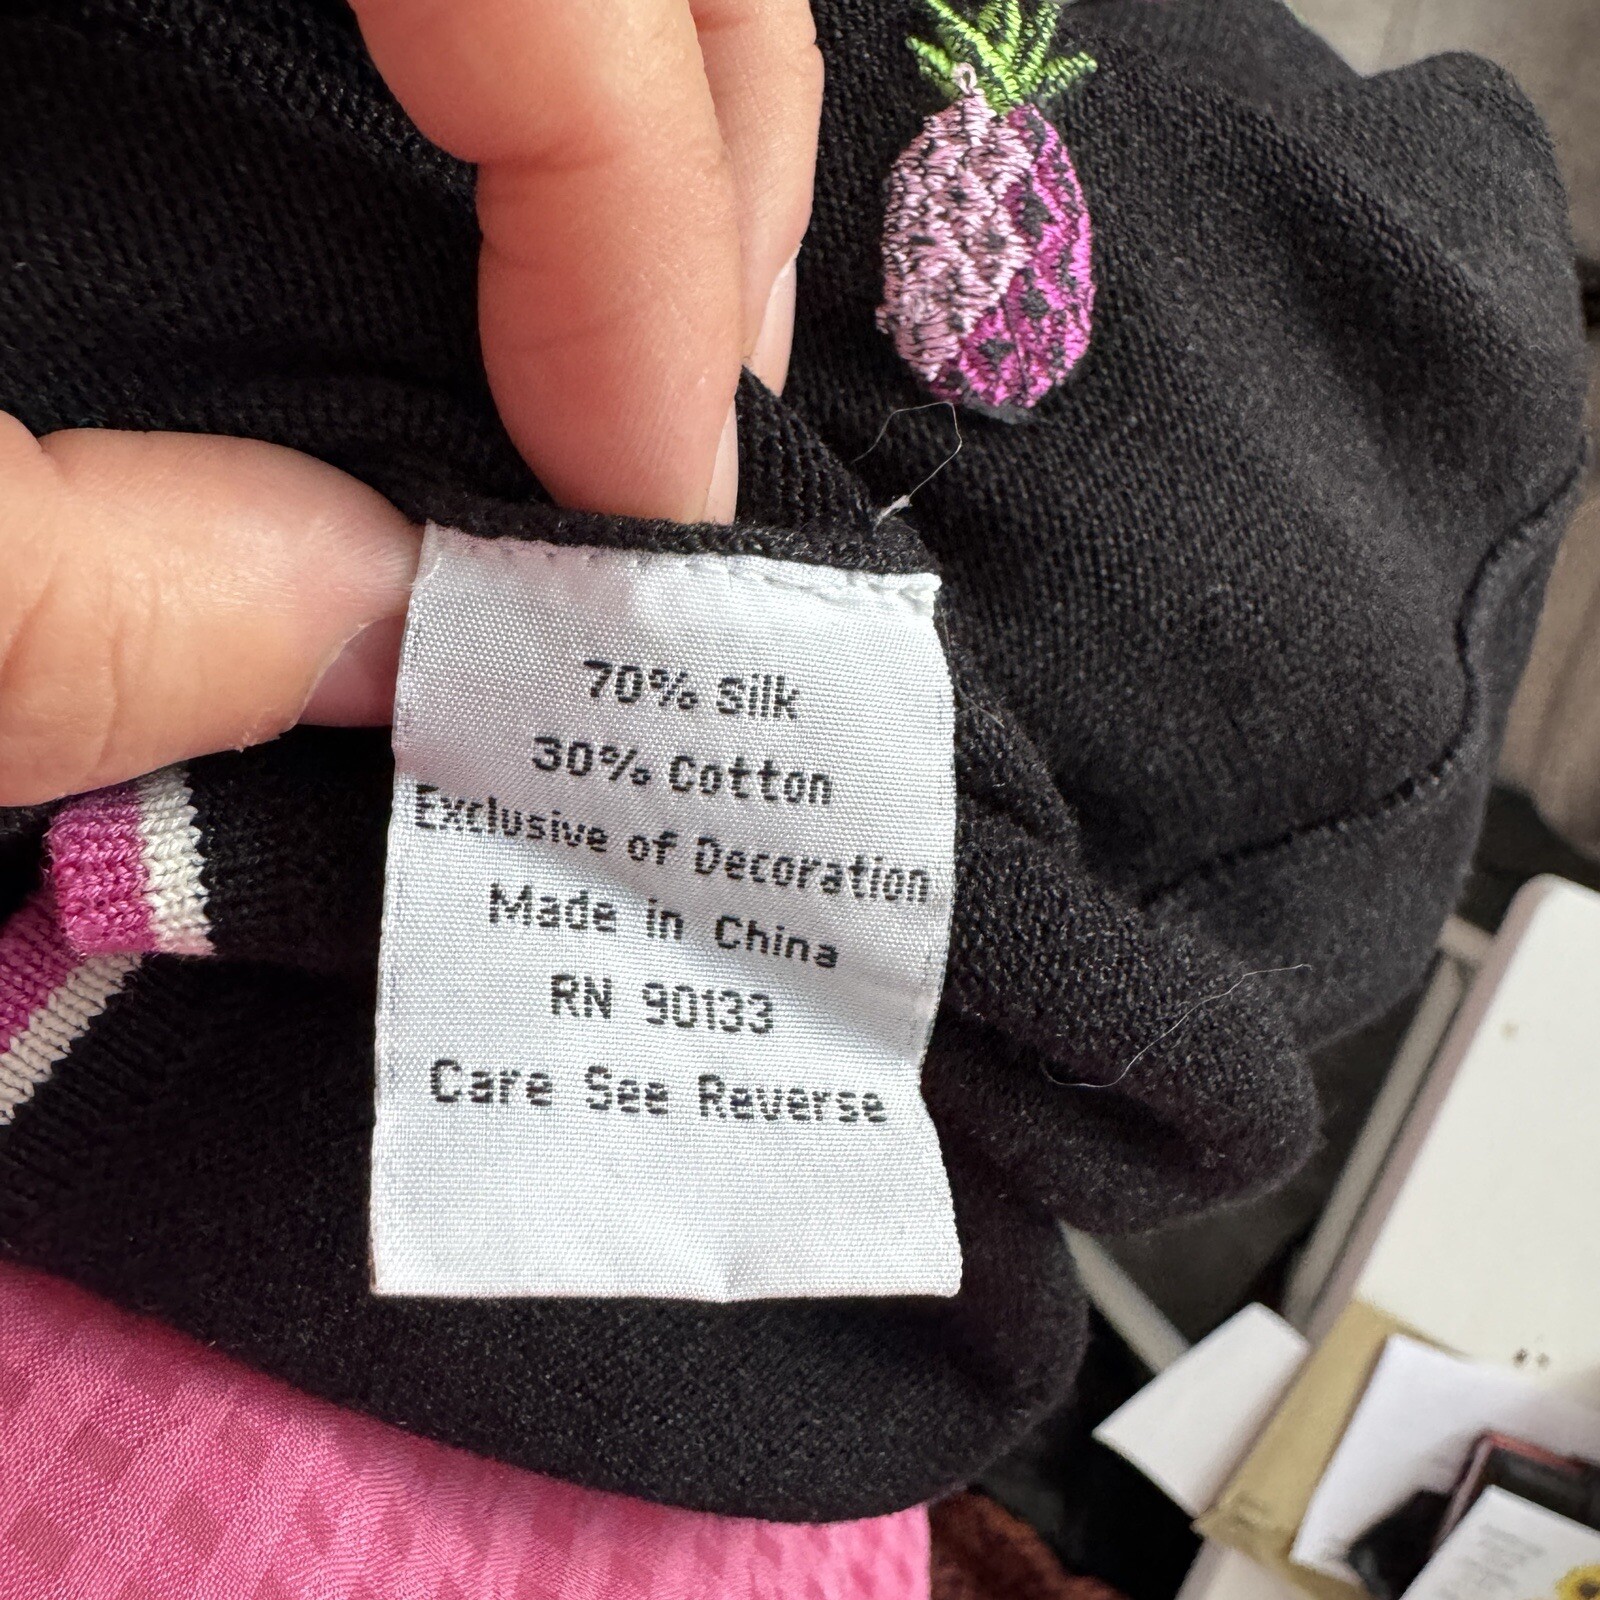 70% Silk
30% Cotton
Exclusive of Decoration
Made in China
RN 90133
Care See Reverse